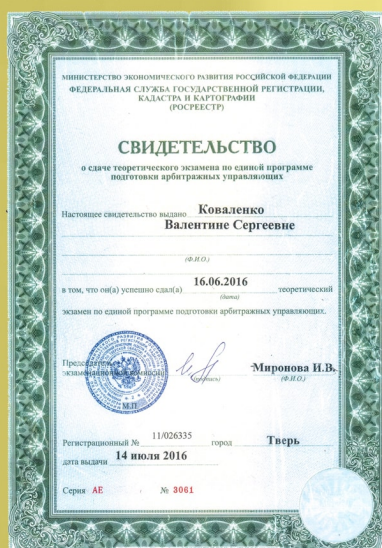 МИНИСТЕРСТВО ЭКОНОМИЧЕСКОГО РАЗВИТИЯ РОССИЙСКОЙ ФЕДЕРАЦИИ
ФЕДЕРАЛЬНАЯ СЛУЖБА ГОСУДАРСТВЕННОЙ РЕГИСТРАЦИИ,
КАДАСТРА И КАРТОГРАФИИ
(РОСРЕЕСТР)
СВИДЕТЕЛЬСТВО
о сдаче теоретического экзамена по единой программе
подготовки арбитражных управляющих
Настоящее свидетельство выдано Коваленко
Валентине Сергеевне
(Ф.И.О.)
в том, что он(а) успешно сдал(а) 16.06.2016 теоретический
(дата)
экзамен по единой программе подготовки арбитражных управляющих.
Председатель
экзаменационной комиссии Миронова И.В.
(подпись) (Ф.И.О.)
М.П.
Регистрационный № 11/026335 город Тверь
дата выдачи 14 июля 2016
Серия АЕ № 3061